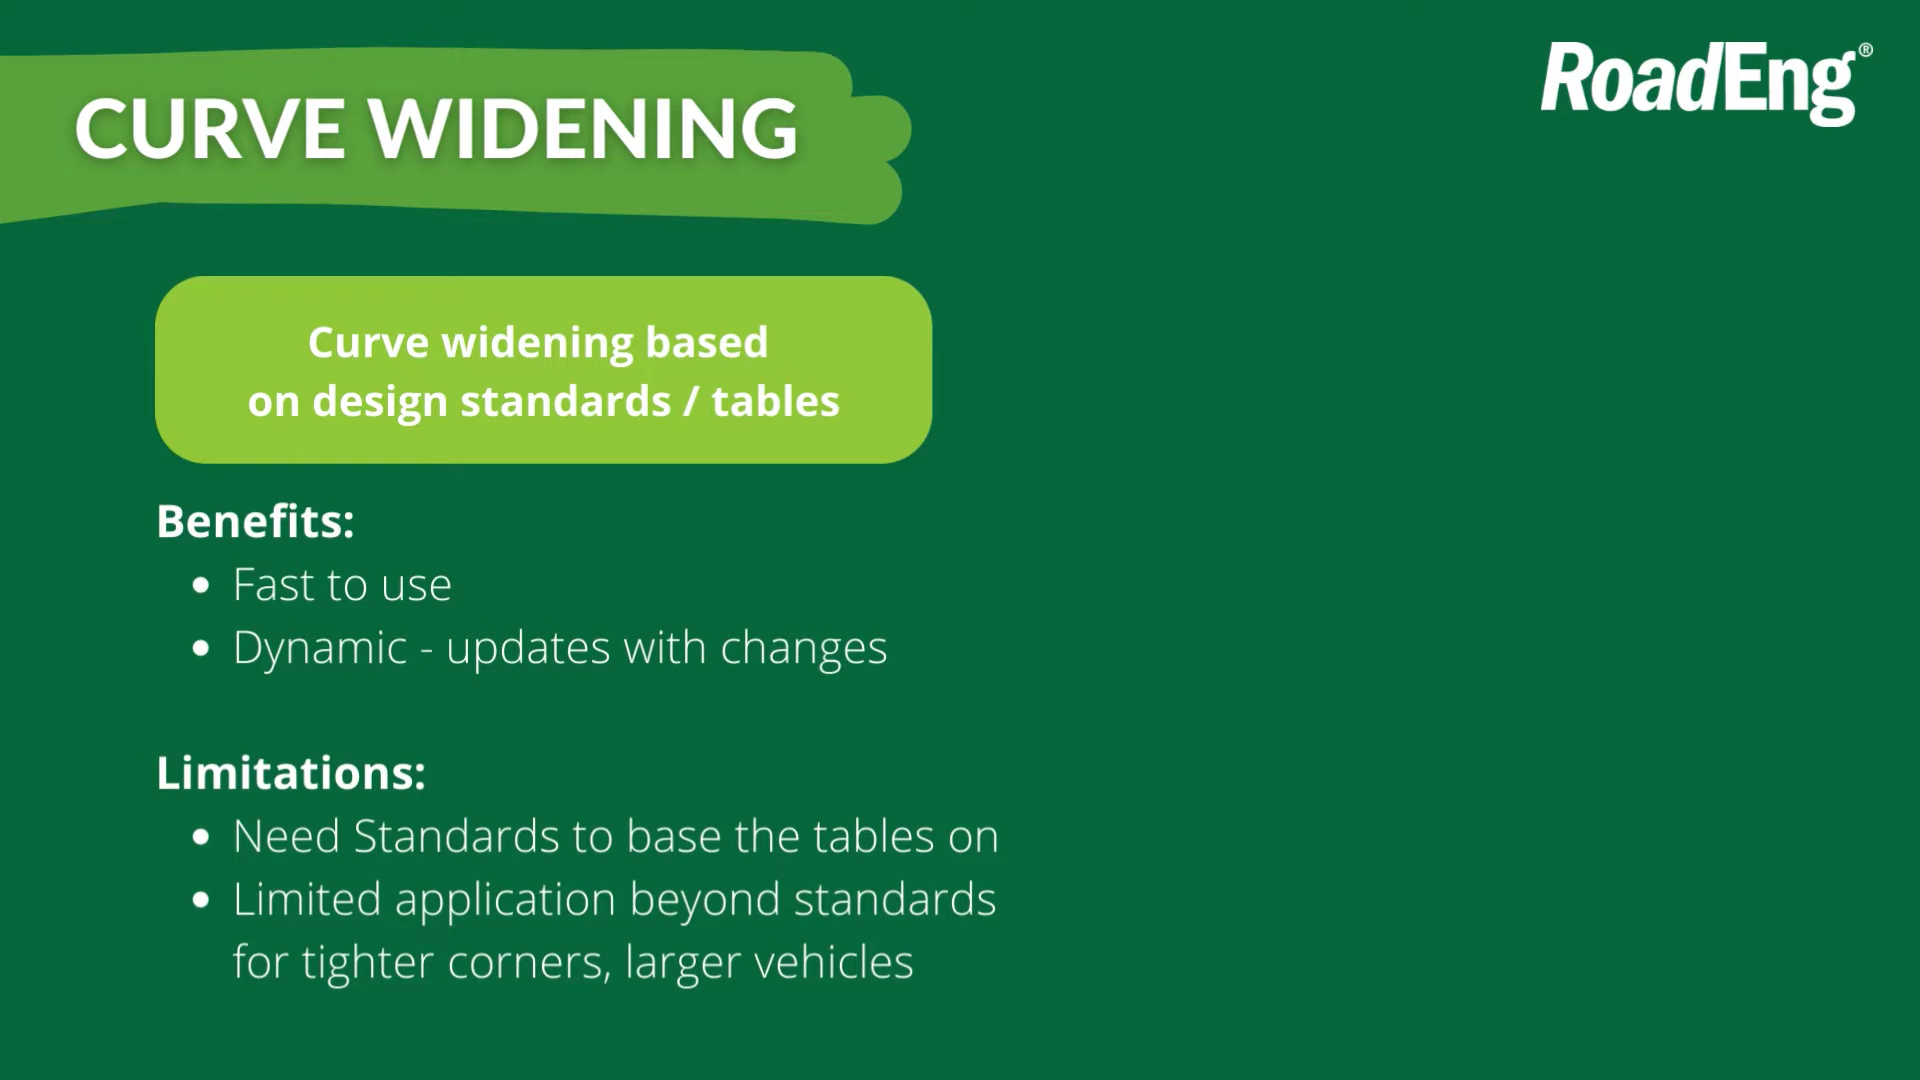 RoadEng®
CURVE WIDENING
Curve widening based
on design standards / tables
Benefits:
• Fast to use
• Dynamic - updates with changes
Limitations:
• Need Standards to base the tables on
• Limited application beyond standards
for tighter corners, larger vehicles